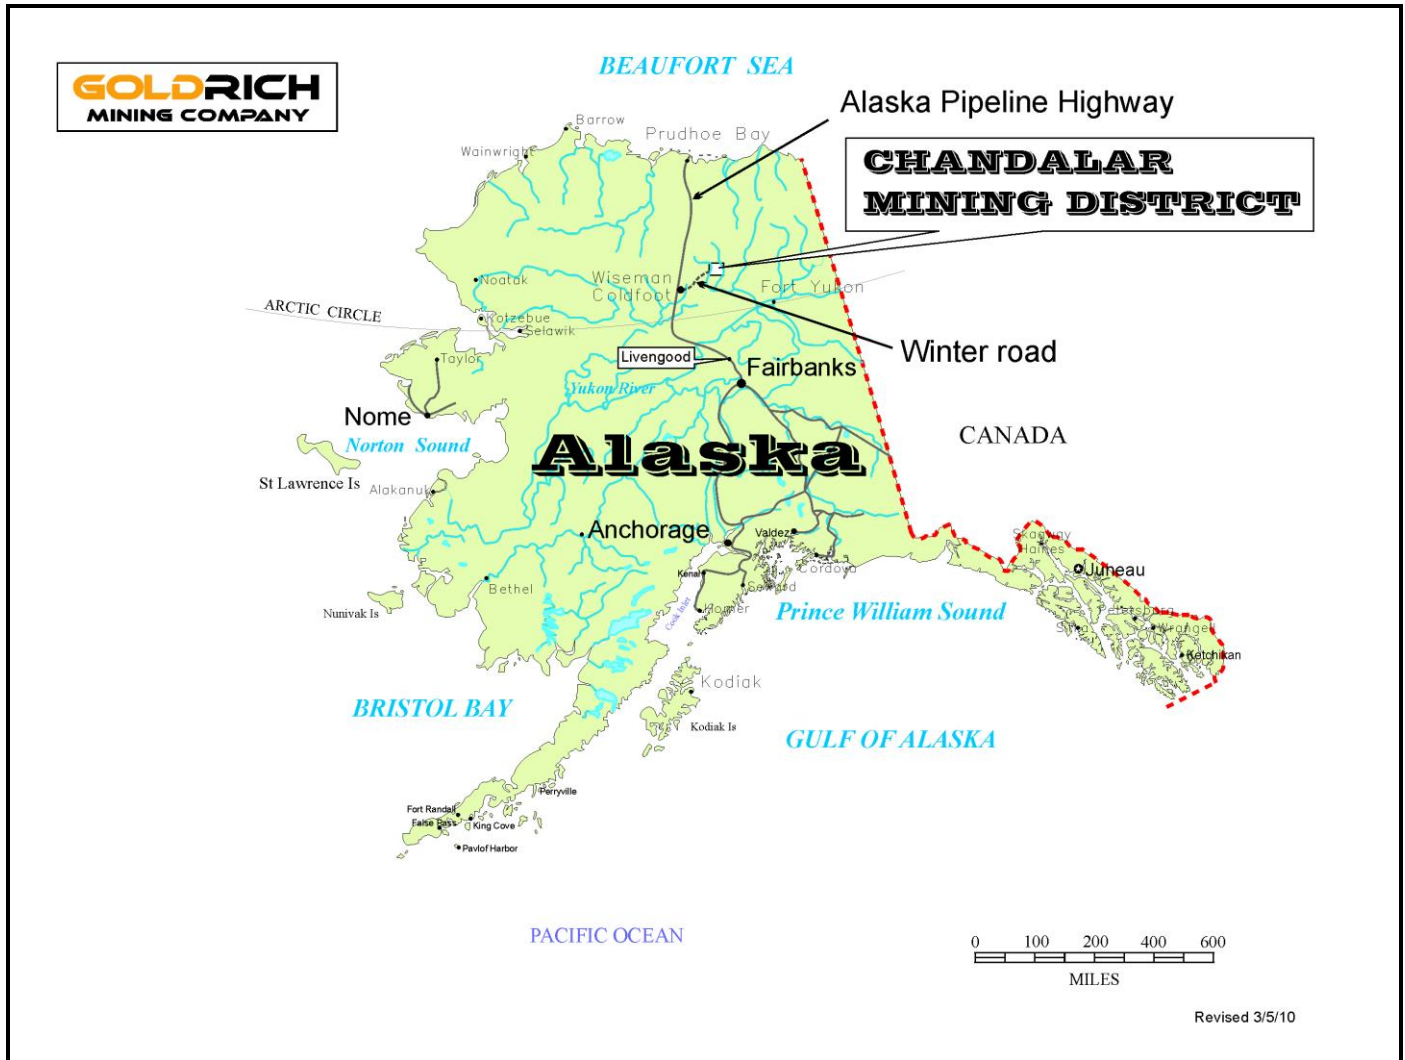 GOLDRICH
MINING COMPANY
BEAUFORT SEA
Alaska Pipeline Highway
CHANDALAR
MINING DISTRICT
Barrow
Prudhoe Bay
Wainwright
Noatak
Wiseman
Coldfoot
Fort Yukon
ARCTIC CIRCLE
Kotzebue
Selawik
Winter road
Livengood
Taylor
Fairbanks
Yukon River
Nome
Norton Sound
Alaska
CANADA
St Lawrence Is
Alakanuk
Anchorage
Valdez
Skagway
Haines
Cordova
Juneau
Kenai
Bethel
Seward
Nunivak Is
Homer
Cook Inlet
Prince William Sound
Petersburg
Sitka
Wrangell
Ketchikan
Kodiak
BRISTOL BAY
Kodiak Is
GULF OF ALASKA
Perryville
Fort Randall
False Pass
King Cove
Pavlof Harbor
PACIFIC OCEAN
0 100 200 400 600
MILES
Revised 3/5/10